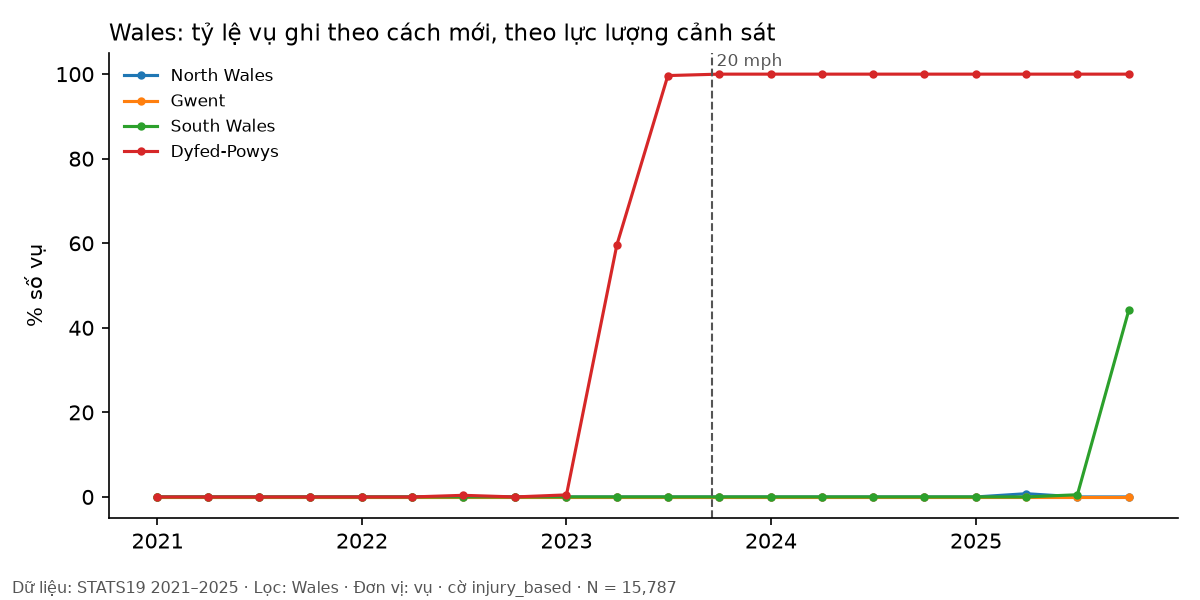 Wales: tỷ lệ vụ ghi theo cách mới, theo lực lượng cảnh sát
20 mph
North Wales
Gwent
South Wales
Dyfed-Powys
% số vụ
100
80
60
40
20
0
2021 2022 2023 2024 2025
Dữ liệu: STATS19 2021–2025 · Lọc: Wales · Đơn vị: vụ · cờ injury_based · N = 15,787